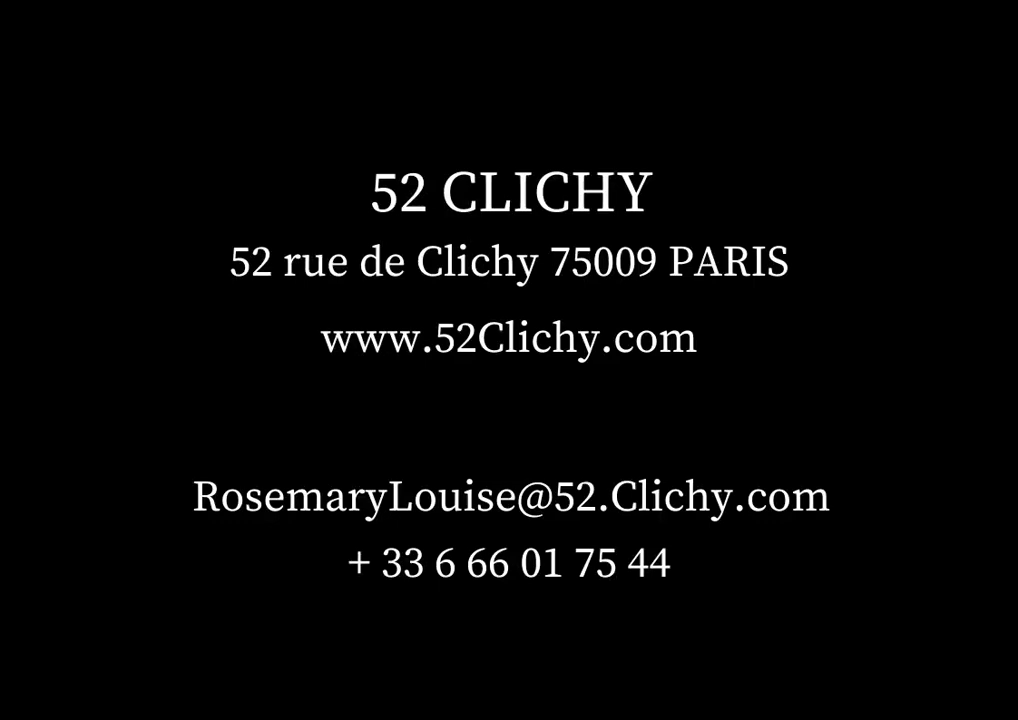 52 CLICHY
52 rue de Clichy 75009 PARIS
www.52Clichy.com
RosemaryLouise@52.Clichy.com
+ 33 6 66 01 75 44